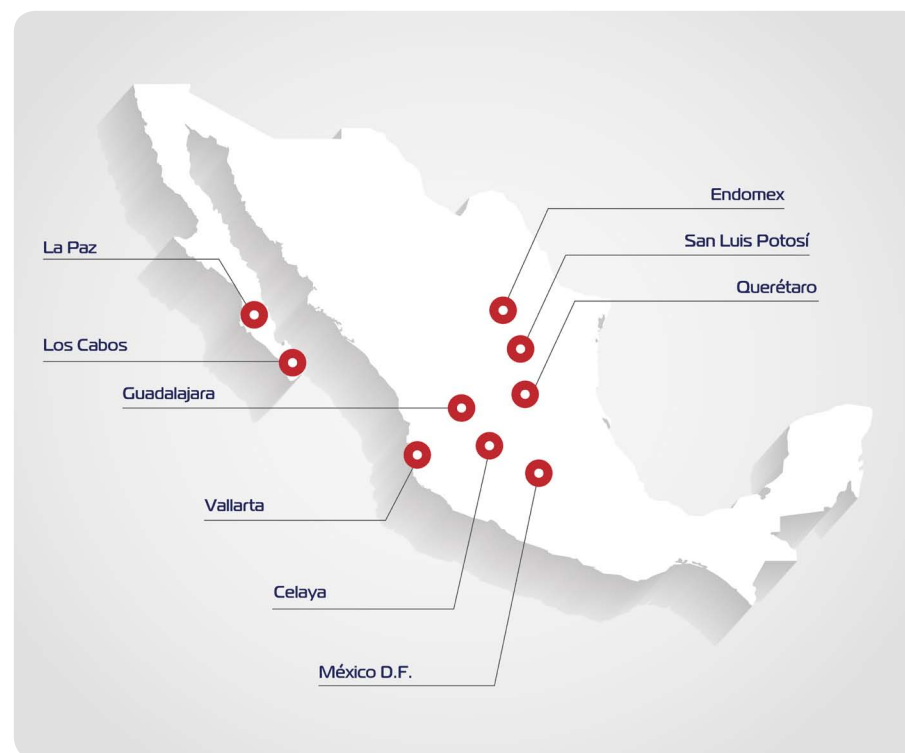 Endomex
San Luis Potosí
La Paz
Querétaro
Los Cabos
Guadalajara
Vallarta
Celaya
México D.F.